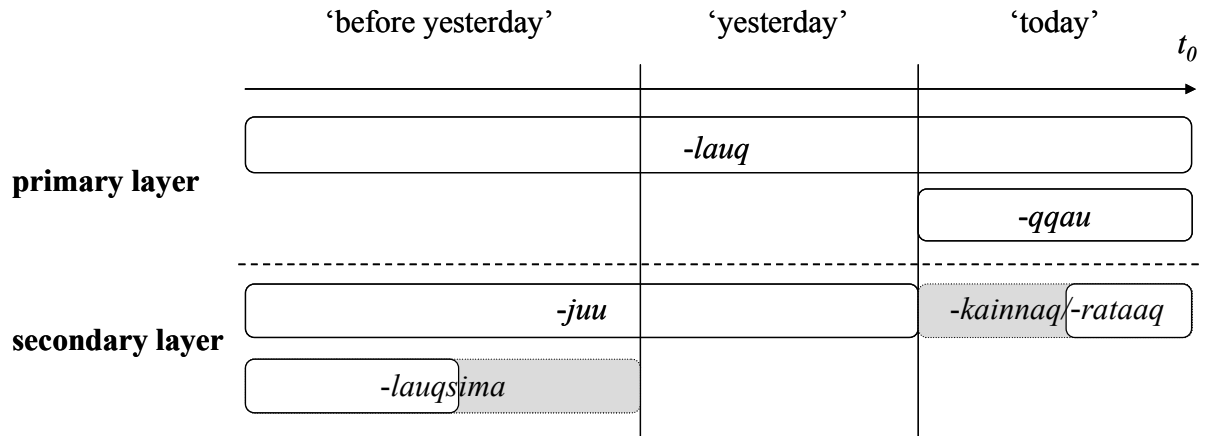 ‘before yesterday’ ‘yesterday’ ‘today’
t0
-lauq
primary layer
-qqau
-juu -kainnaq/-rataaq
secondary layer
-lauqsima